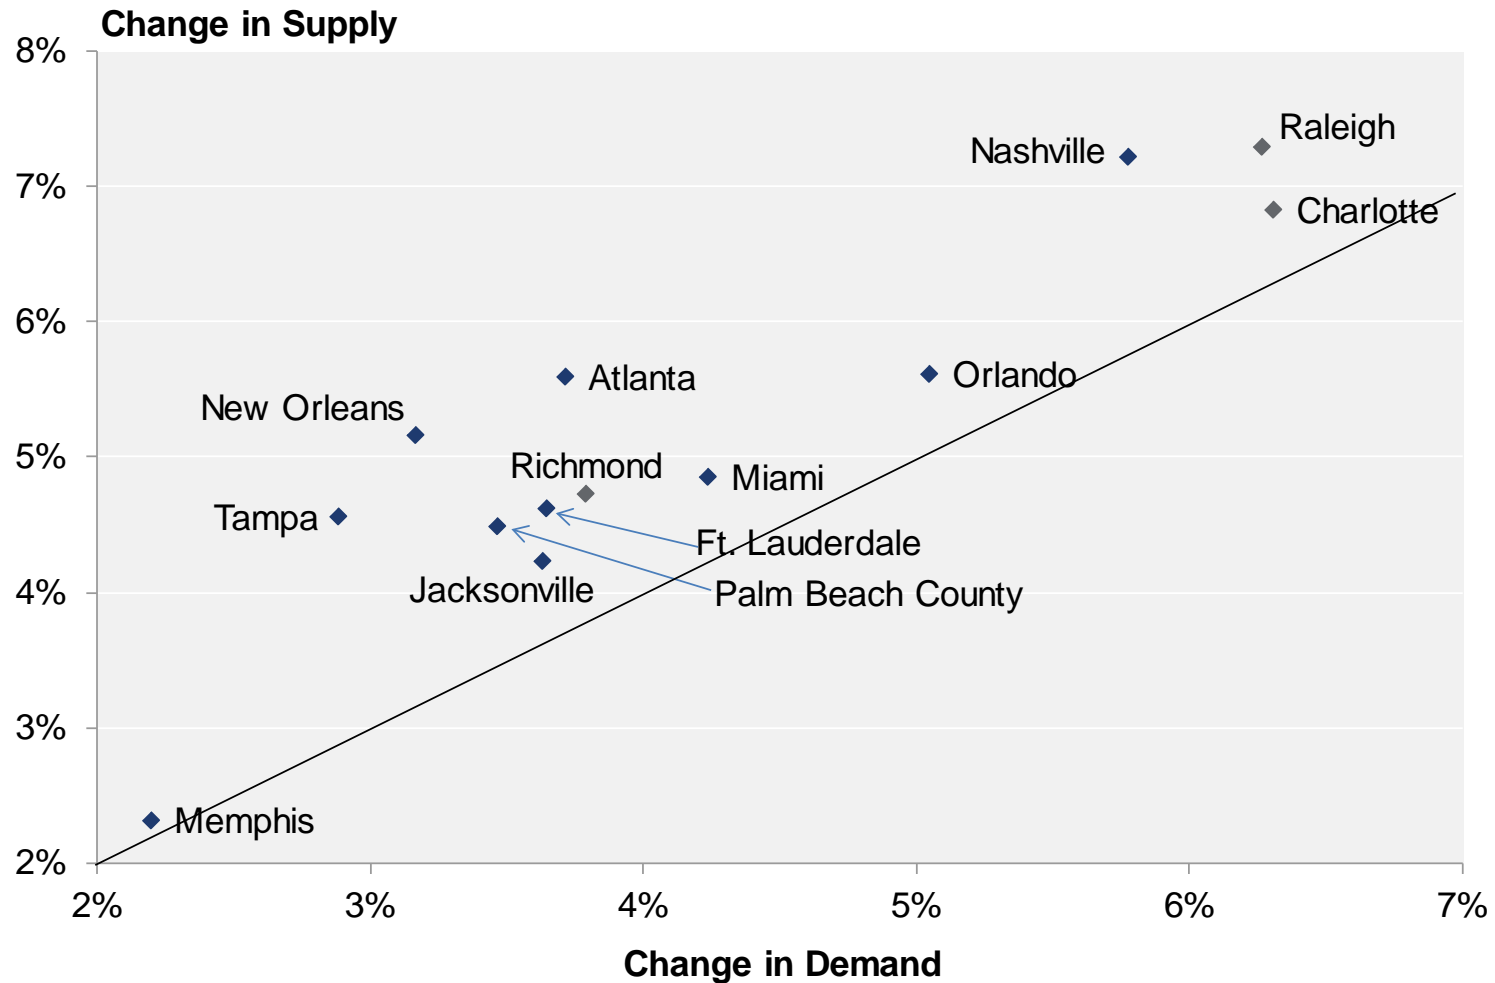 Change in Supply
8%
Raleigh
Nashville
7%
Charlotte
6%
Atlanta
Orlando
New Orleans
5%
Richmond
Miami
Tampa
Ft. Lauderdale
Jacksonville
Palm Beach County
4%
3%
Memphis
2%
2% 3% 4% 5% 6% 7%
Change in Demand